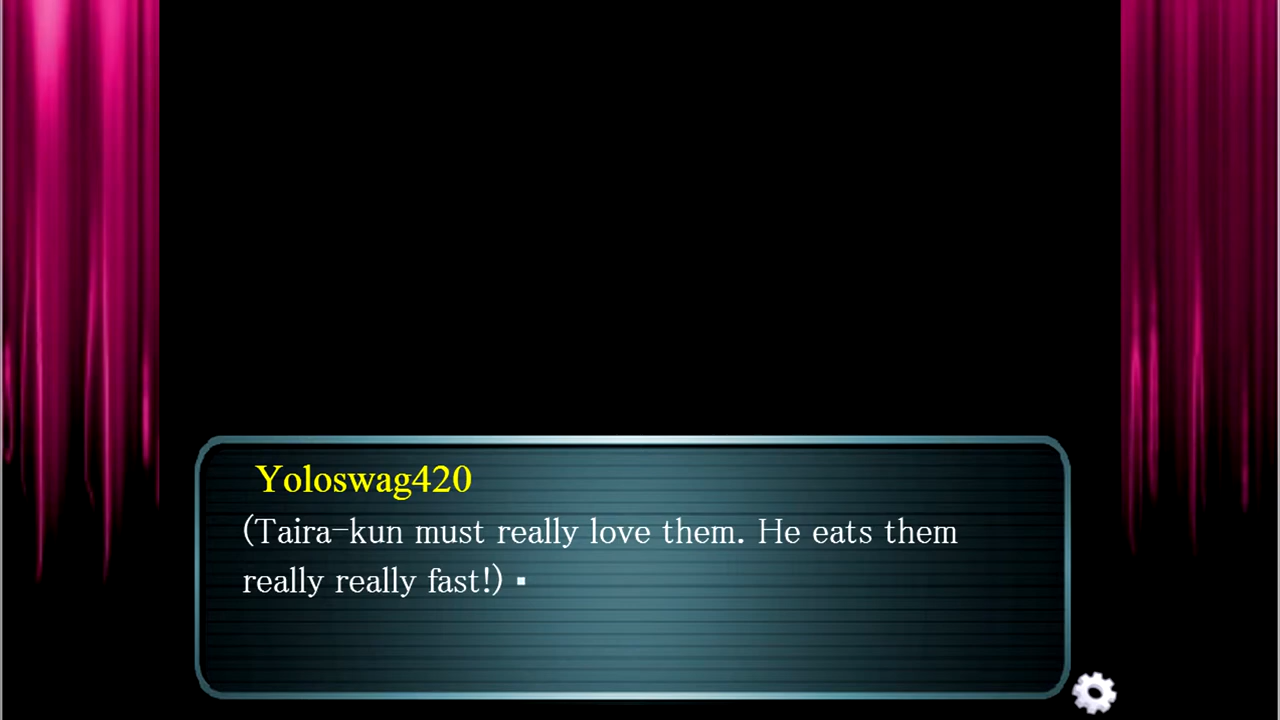 Yoloswag420
(Taira-kun must really love them. He eats them
really really fast!)